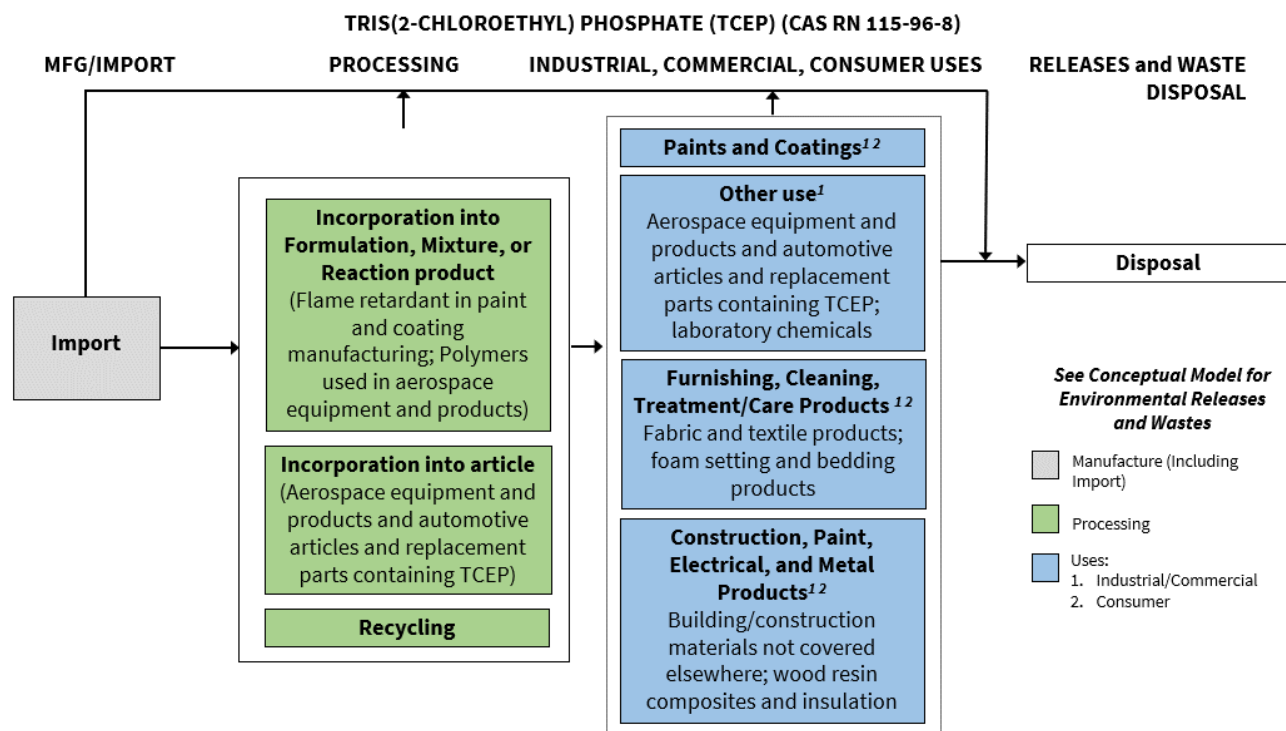 TRIS(2-CHLOROETHYL) PHOSPHATE (TCEP) (CAS RN 115-96-8)
MFG/IMPORT
PROCESSING
INDUSTRIAL, COMMERCIAL, CONSUMER USES
RELEASES and WASTE
DISPOSAL
Import
Incorporation into
Formulation, Mixture, or
Reaction product
(Flame retardant in paint
and coating
manufacturing; Polymers
used in aerospace
equipment and products)
Incorporation into article
(Aerospace equipment and
products and automotive
articles and replacement
parts containing TCEP)
Recycling
Paints and Coatings¹ ²
Other use¹
Aerospace equipment and
products and automotive
articles and replacement
parts containing TCEP;
laboratory chemicals
Furnishing, Cleaning,
Treatment/Care Products ¹ ²
Fabric and textile products;
foam setting and bedding
products
Construction, Paint,
Electrical, and Metal
Products¹ ²
Building/construction
materials not covered
elsewhere; wood resin
composites and insulation
Disposal
See Conceptual Model for
Environmental Releases
and Wastes
Manufacture (Including
Import)
Processing
Uses:
1. Industrial/Commercial
2. Consumer